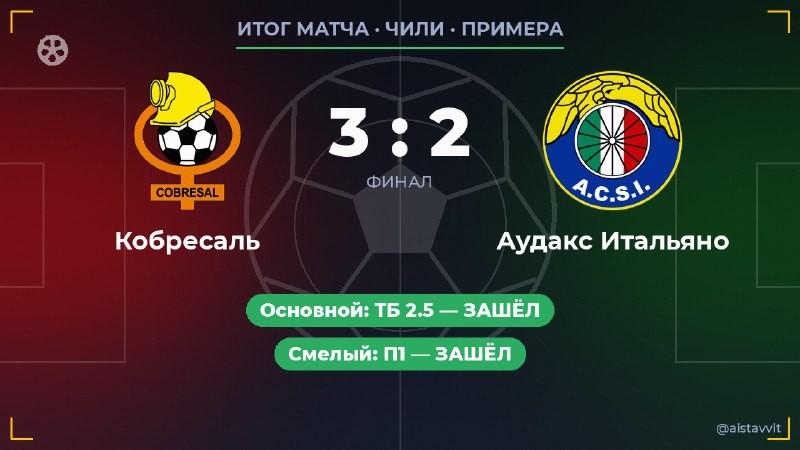 ИТОГ МАТЧА · ЧИЛИ · ПРИМЕРА
3 : 2
ФИНАЛ
COBRESAL
A.C.S.I.
Кобресаль
Аудакс Итальяно
Основной: ТБ 2.5 — ЗАШЁЛ
Смелый: П1 — ЗАШЁЛ
@aistavvit